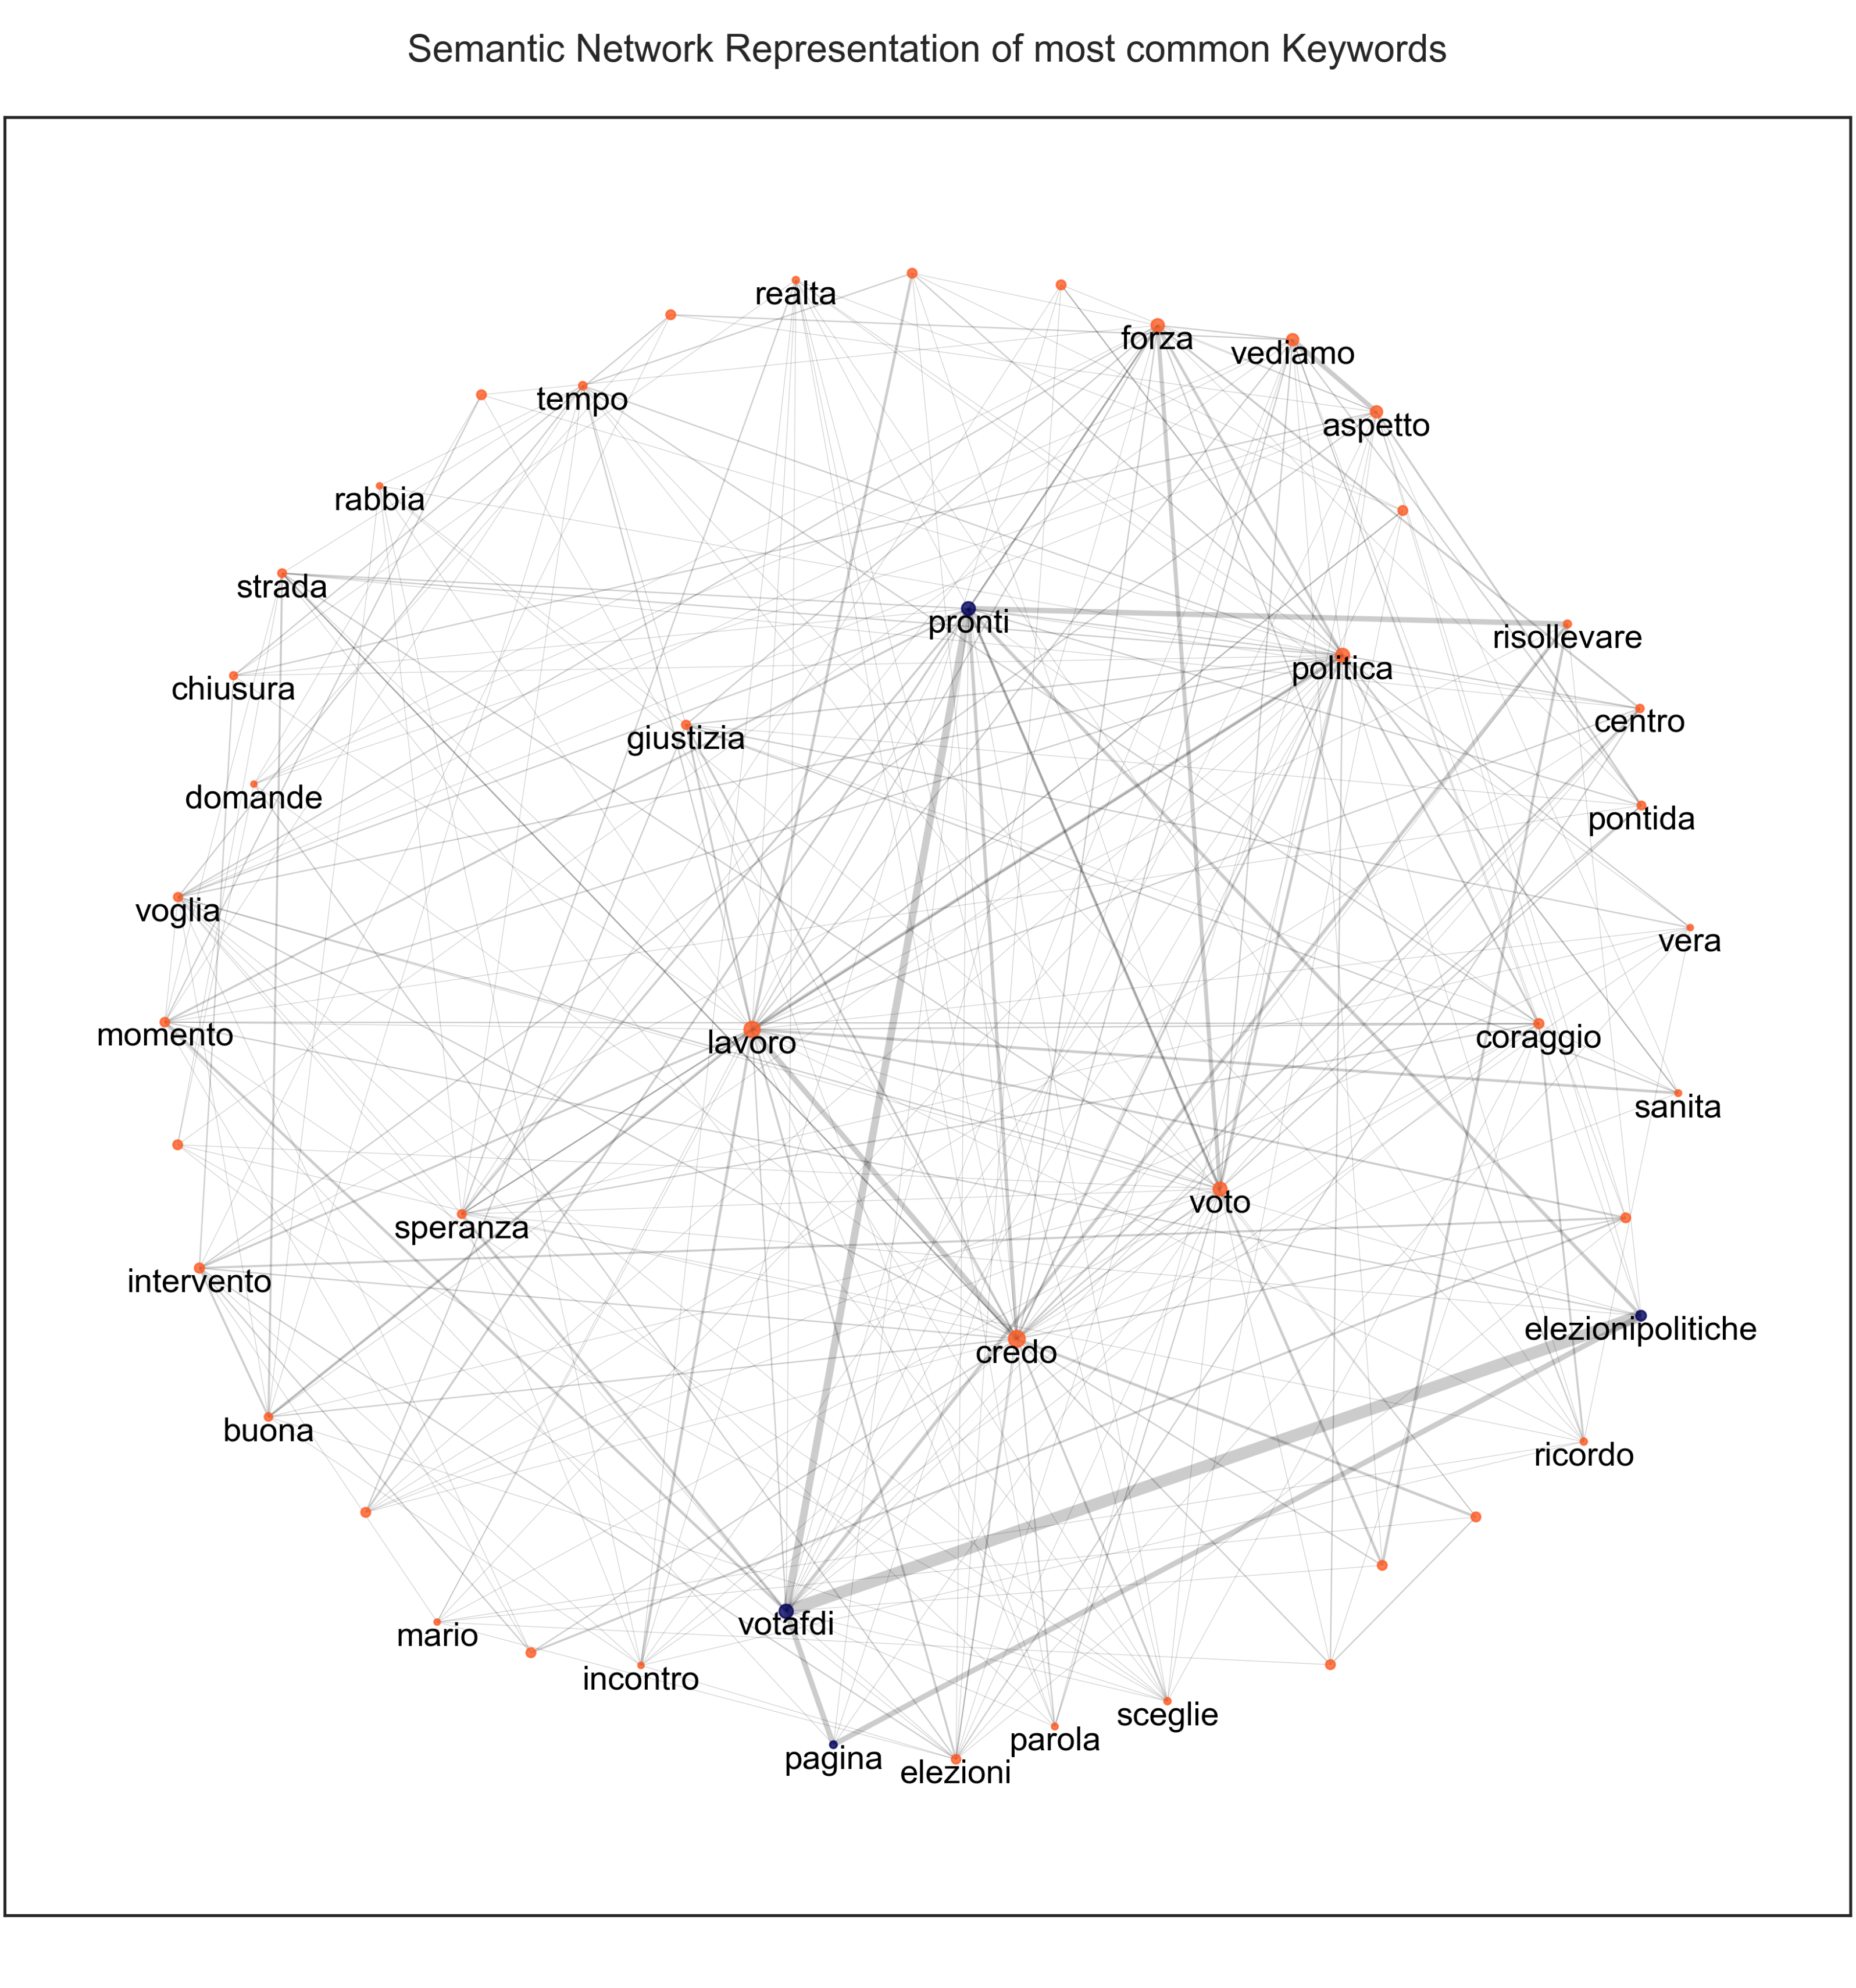 Semantic Network Representation of most common Keywords
realta
forza
vediamo
tempo
aspetto
rabbia
strada
pronti
risollevare
politica
chiusura
centro
giustizia
domande
pontida
voglia
vera
momento
lavoro
coraggio
sanita
voto
speranza
intervento
elezionipolitiche
credo
buona
ricordo
votafdi
mario
incontro
sceglie
parola
pagina
elezioni